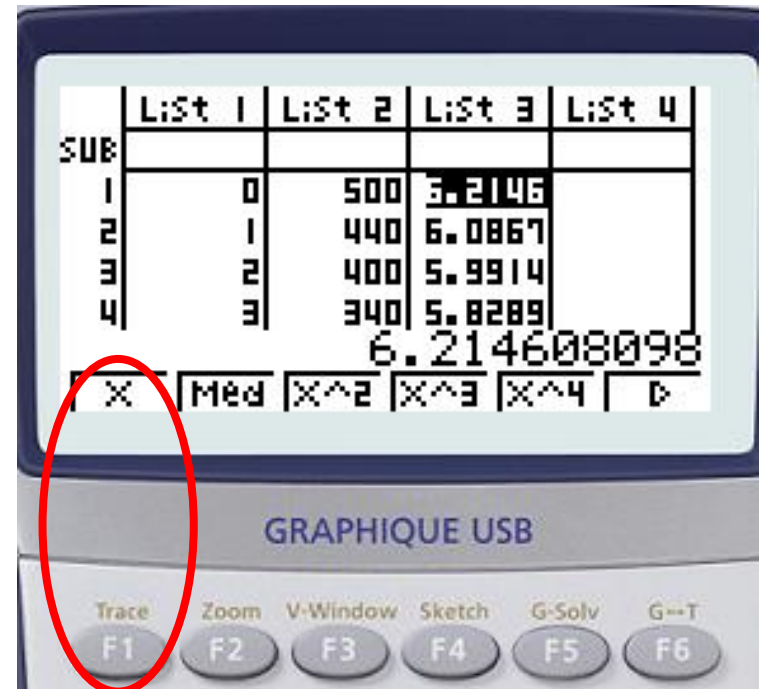 List 1 List 2 List 3 List 4
SUB
1 0 500 6.2146
2 1 440 6.0867
3 2 400 5.9914
4 3 340 5.8289
6.214608098
X Med X^2 X^3 X^4 ▷
GRAPHIQUE USB
Trace Zoom V-Window Sketch G-Solv G↔T
F1 F2 F3 F4 F5 F6